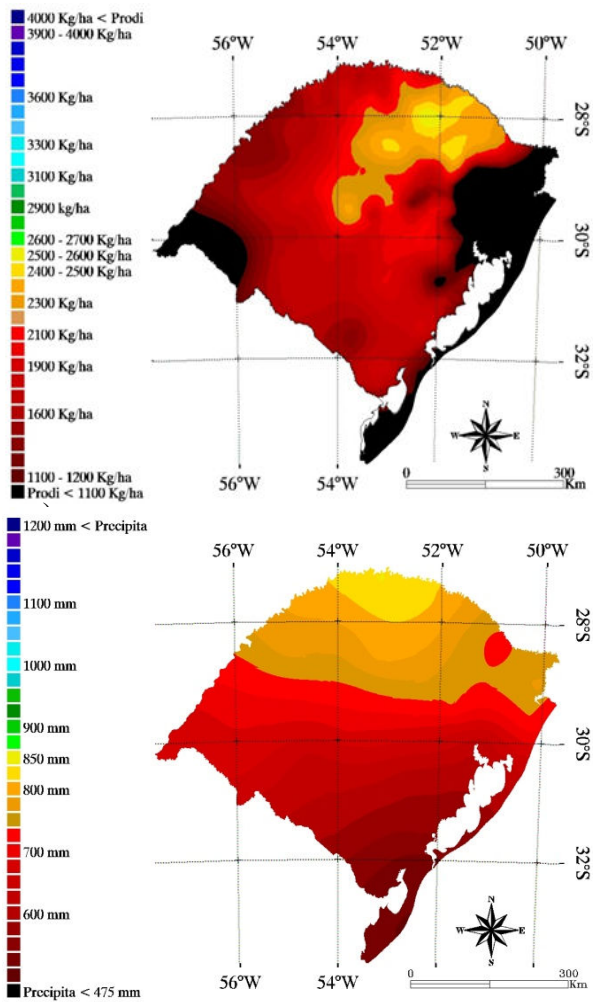 4000 Kg/ha < Prodi
3900 - 4000 Kg/ha
3600 Kg/ha
3300 Kg/ha
3100 Kg/ha
2900 kg/ha
2600 - 2700 Kg/ha
2500 - 2600 Kg/ha
2400 - 2500 Kg/ha
2300 Kg/ha
2100 Kg/ha
1900 Kg/ha
1600 Kg/ha
1100 - 1200 Kg/ha
Prodi < 1100 Kg/ha
56°W 54°W 52°W 50°W
28°S
30°S
32°S
N
W E
S
0 300
Km
56°W 54°W 52°W
1200 mm < Precipita
1100 mm
1000 mm
900 mm
850 mm
800 mm
700 mm
600 mm
Precipita < 475 mm
56°W 54°W 52°W 50°W
28°S
30°S
32°S
N
W E
S
0 300
Km
56°W 54°W 52°W